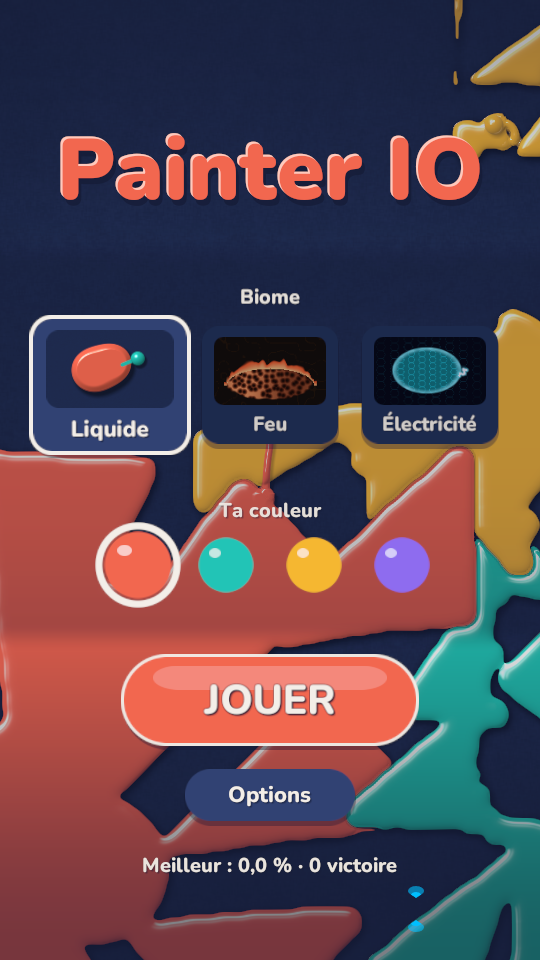 Painter IO
Biome
Liquide
Feu
Électricité
Ta couleur
JOUER
Options
Meilleur : 0,0 % · 0 victoire